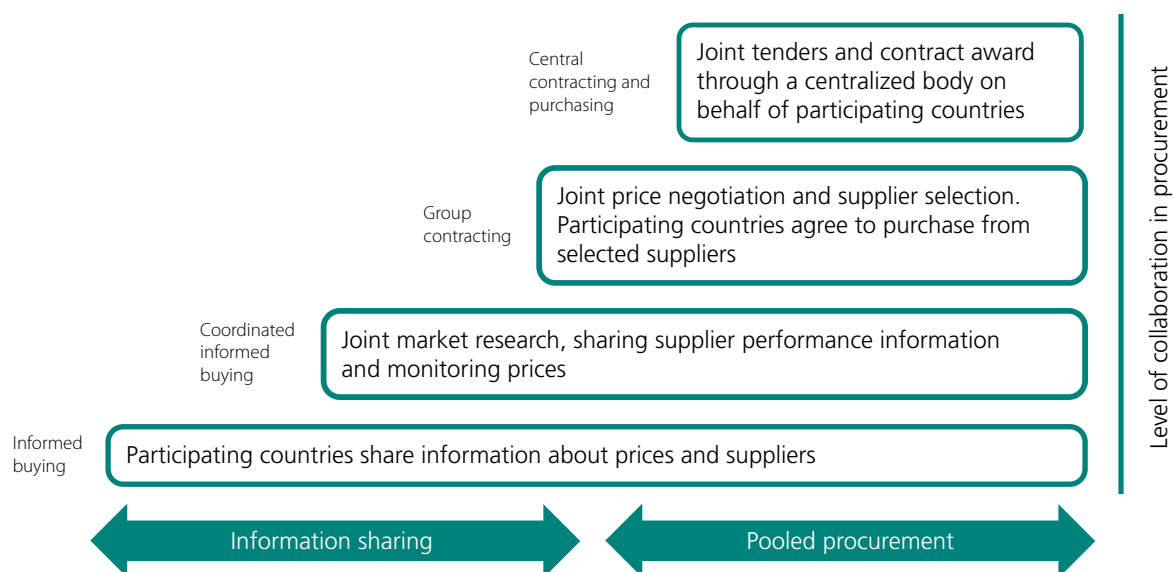 Central
contracting and
purchasing
Joint tenders and contract award
through a centralized body on
behalf of participating countries
Group
contracting
Joint price negotiation and supplier selection.
Participating countries agree to purchase from
selected suppliers
Coordinated
informed
buying
Joint market research, sharing supplier performance information
and monitoring prices
Informed
buying
Participating countries share information about prices and suppliers
Information sharing
Pooled procurement
Level of collaboration in procurement